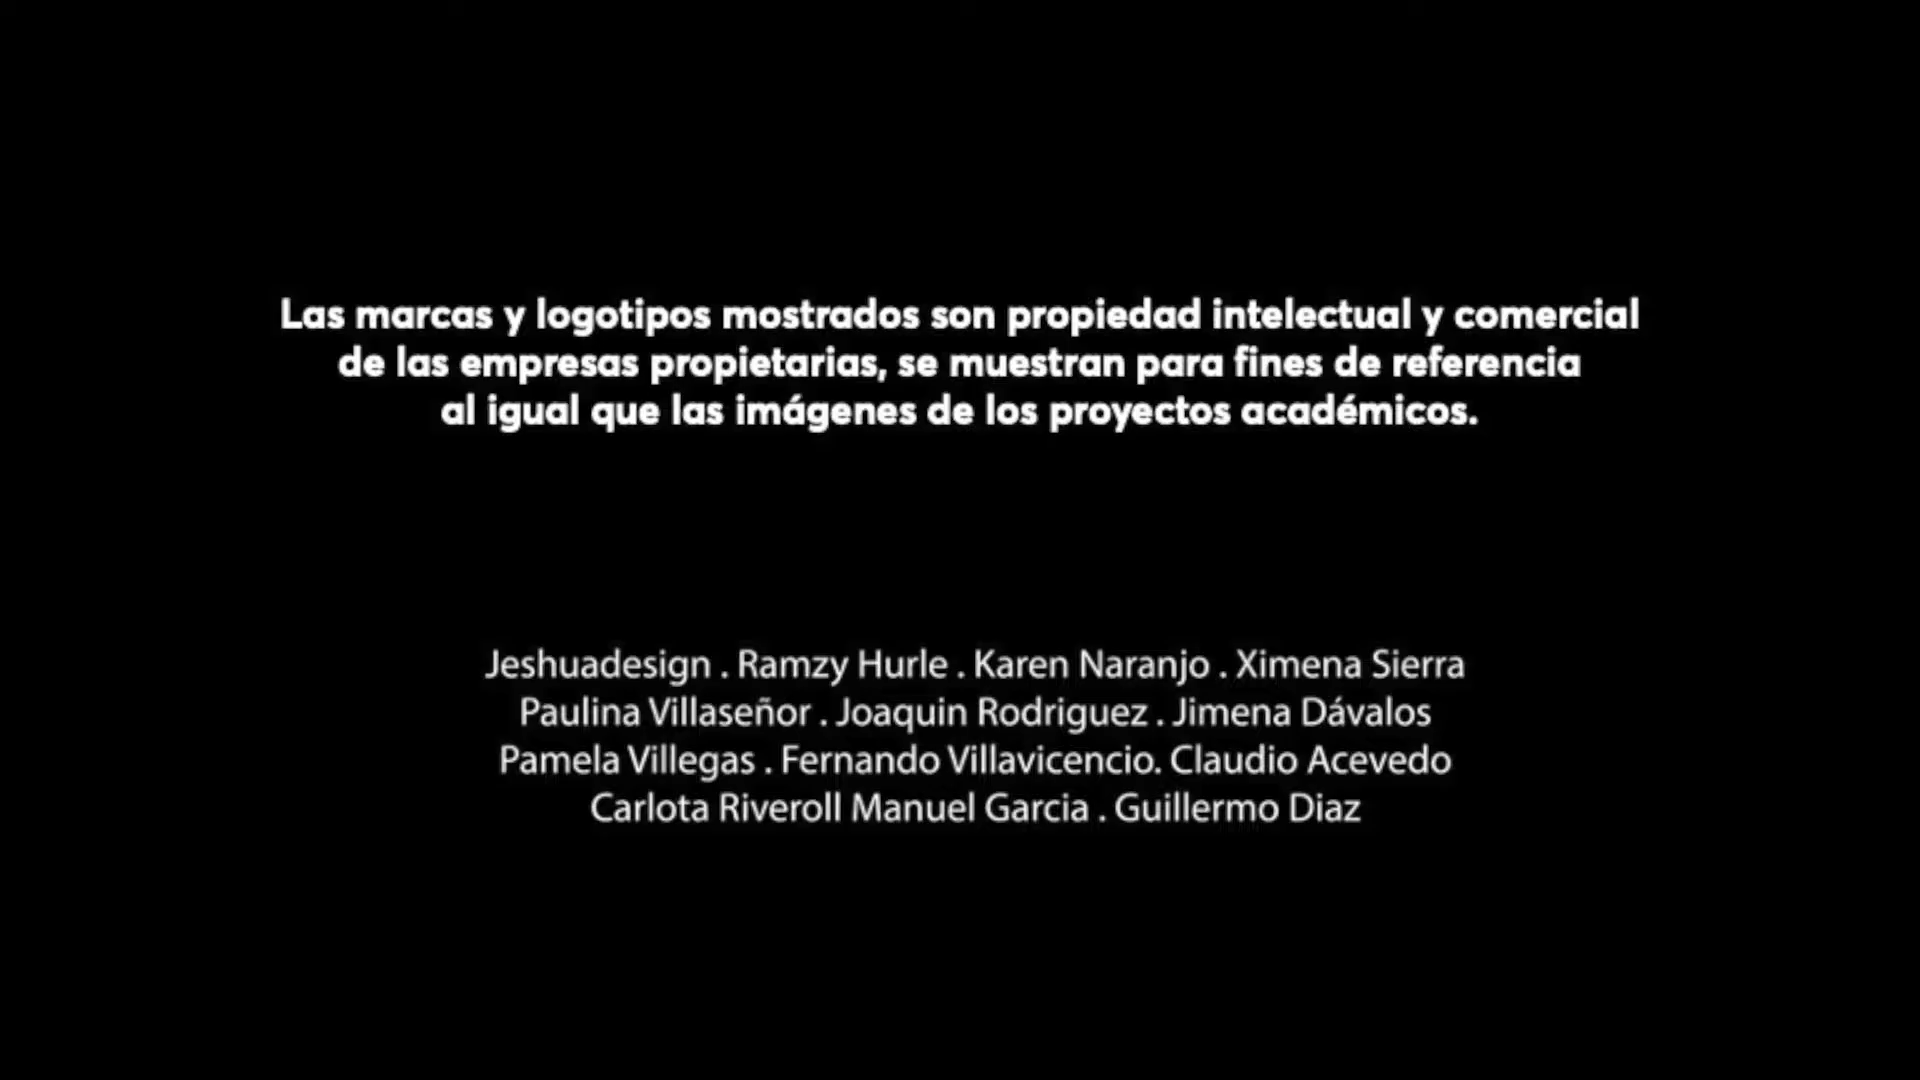 Las marcas y logotipos mostrados son propiedad intelectual y comercial
de las empresas propietarias, se muestran para fines de referencia
al igual que las imágenes de los proyectos académicos.
Jeshuadesign . Ramzy Hurle . Karen Naranjo . Ximena Sierra
Paulina Villaseñor . Joaquin Rodriguez . Jimena Dávalos
Pamela Villegas . Fernando Villavicencio. Claudio Acevedo
Carlota Riveroll Manuel Garcia . Guillermo Diaz